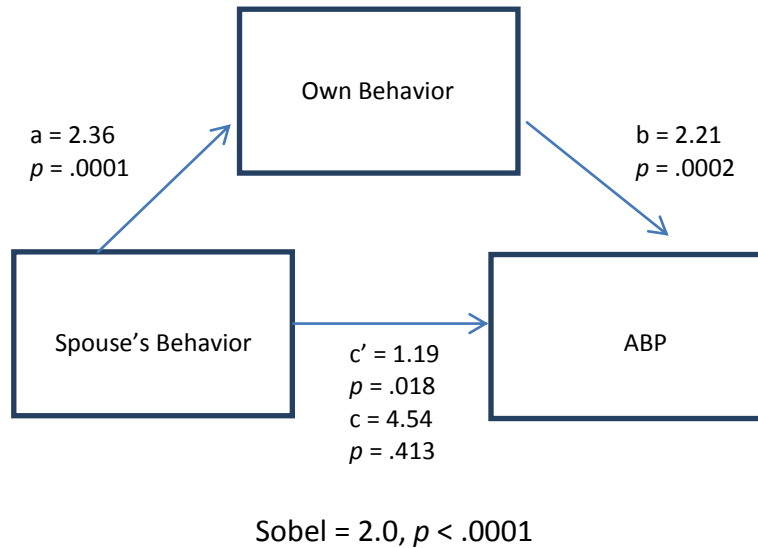 Own Behavior
a = 2.36
p = .0001
b = 2.21
p = .0002
Spouse’s Behavior
ABP
c’ = 1.19
p = .018
c = 4.54
p = .413
Sobel = 2.0, p < .0001